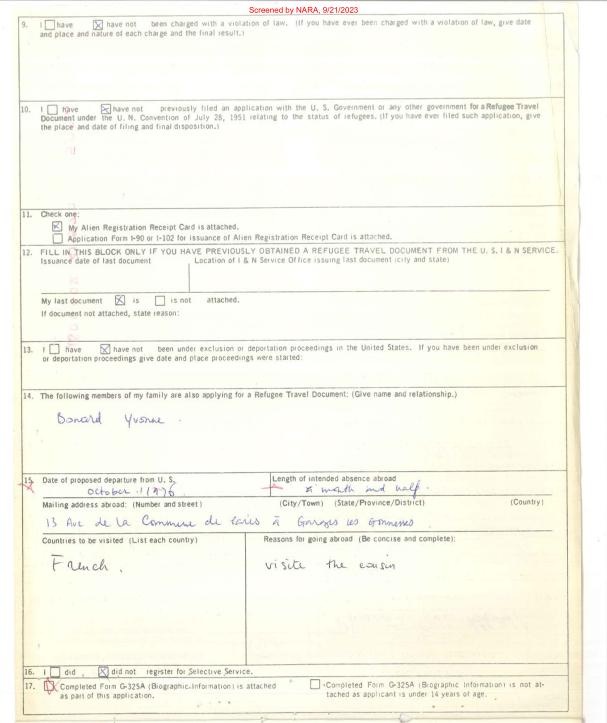 Screened by NARA, 9/21/2023
9. I ☐ have ☒ have not been charged with a violation of law. (If you have ever been charged with a violation of law, give date
and place and nature of each charge and the final result.)
10. I ☐ have ☒ have not previously filed an application with the U. S. Government or any other government for a Refugee Travel
Document under the U. N. Convention of July 28, 1951 relating to the status of refugees. (If you have ever filed such application, give
the place and date of filing and final disposition.)
11. Check one:
☒ My Alien Registration Receipt Card is attached.
☐ Application Form I-90 or I-102 for issuance of Alien Registration Receipt Card is attached.
12. FILL IN THIS BLOCK ONLY IF YOU HAVE PREVIOUSLY OBTAINED A REFUGEE TRAVEL DOCUMENT FROM THE U. S. I & N SERVICE.
Issuance date of last document Location of I & N Service Office issuing last document (city and state)
My last document ☒ is ☐ is not attached.
If document not attached, state reason:
13. I ☐ have ☒ have not been under exclusion or deportation proceedings in the United States. If you have been under exclusion
or deportation proceedings give date and place proceedings were started:
14. The following members of my family are also applying for a Refugee Travel Document: (Give name and relationship.)
Bonard Yvonne
15. Date of proposed departure from U. S. Length of intended absence abroad
October 1 1976 month and half.
Mailing address abroad: (Number and street) (City/Town) (State/Province/District) (Country)
13 Ave de la Commune de Paris à Garges les Gonnesses
Countries to be visited (List each country) Reasons for going abroad (Be concise and complete):
French. visite the cousin
16. I ☐ did ☒ did not register for Selective Service.
17. ☐ Completed Form G-325A (Biographic Information) is attached ☐ Completed Form G-325A (Biographic Information) is not at-
as part of this application. tached as applicant is under 14 years of age.